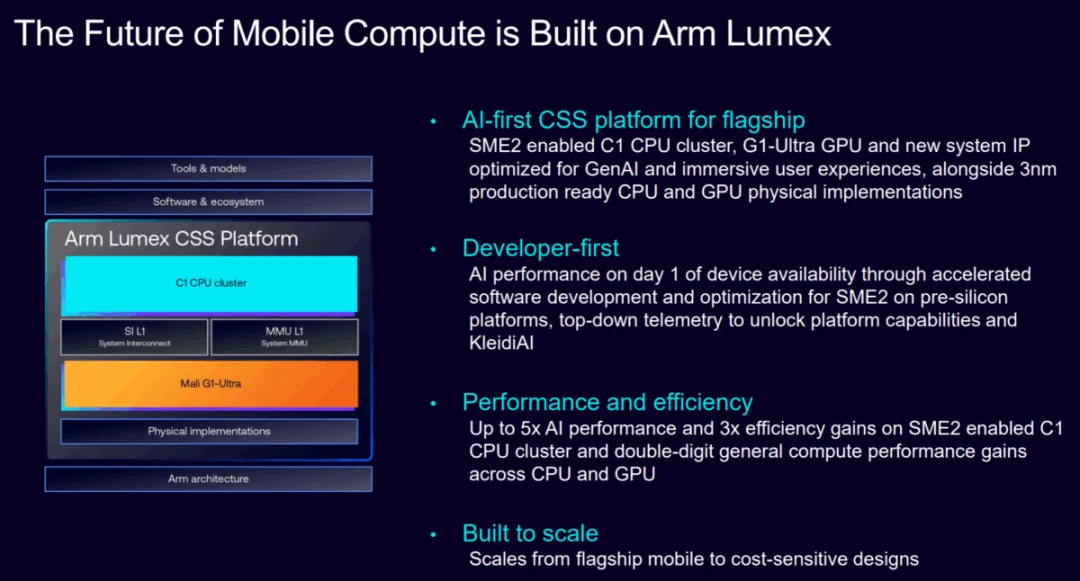 The Future of Mobile Compute is Built on Arm Lumex
Tools & models
Software & ecosystem
Arm Lumex CSS Platform
C1 CPU cluster
SI L1
System Interconnect
MMU L1
System MMU
Mali G1-Ultra
Physical implementations
Arm architecture
• AI-first CSS platform for flagship
SME2 enabled C1 CPU cluster, G1-Ultra GPU and new system IP
optimized for GenAI and immersive user experiences, alongside 3nm
production ready CPU and GPU physical implementations
• Developer-first
AI performance on day 1 of device availability through accelerated
software development and optimization for SME2 on pre-silicon
platforms, top-down telemetry to unlock platform capabilities and
KleidiAI
• Performance and efficiency
Up to 5x AI performance and 3x efficiency gains on SME2 enabled C1
CPU cluster and double-digit general compute performance gains
across CPU and GPU
• Built to scale
Scales from flagship mobile to cost-sensitive designs